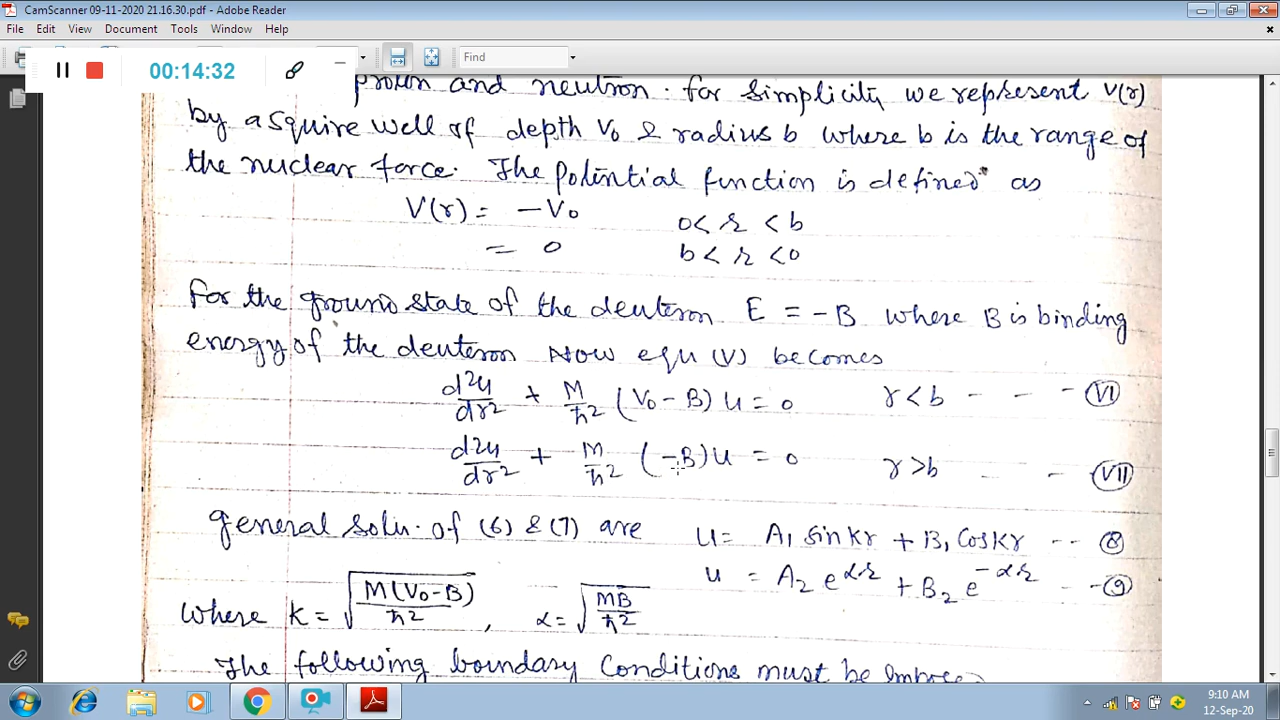 CamScanner 09-11-2020 21.16.30.pdf - Adobe Reader
File Edit View Document Tools Window Help
00:14:32
Find
proton and neutron. For simplicity we represent V(r)
by a squire well of depth V₀ & radius b where b is the range of
the nuclear force. The potential function is defined as
V(r) = -V₀ 0< r < b
= 0 b < r < 0
For the ground state of the deuteron E = -B where B is binding
energy of the deuteron Now equ (V) becomes
d2u/dr2 + M/ħ2 (V₀ - B) u = 0 r < b - - - (VI)
d2u/dr2 + M/ħ2 (-B) u = 0 r > b - - (VII)
general solu. of (6) & (7) are u = A₁ sin kr + B₁ Cos kr -- (8)
u = A₂ e^αr + B₂ e^-αr -- (9)
where k = √(M(V₀-B)/ħ2) , α = √(MB/ħ2)
The following boundary conditions must be
9:10 AM
12-Sep-20